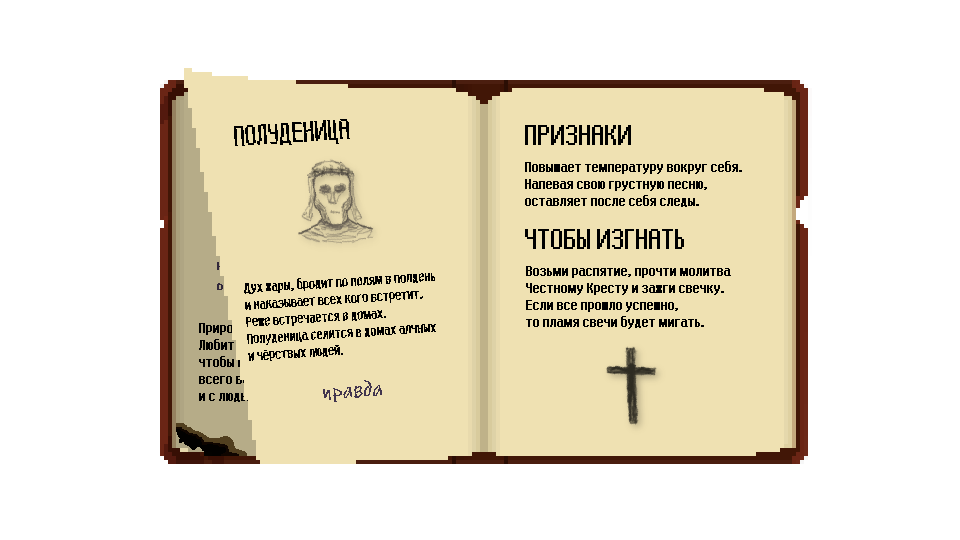 ПОЛУДЕНИЦА
Дух жары, бродит по полям в полдень
и наказывает всех кого встретит.
Реже встречается в домах.
Полуденица селится в домах алчных
и чёрствых людей.
правда
Любит
чтобы
всего
и с
ПРИЗНАКИ
Повышает температуру вокруг себя.
Напевая свою грустную песню,
оставляет после себя следы.
ЧТОБЫ ИЗГНАТЬ
Возьми распятие, прочти молитва
Честному Кресту и зажги свечку.
Если все прошло успешно,
то пламя свечи будет мигать.